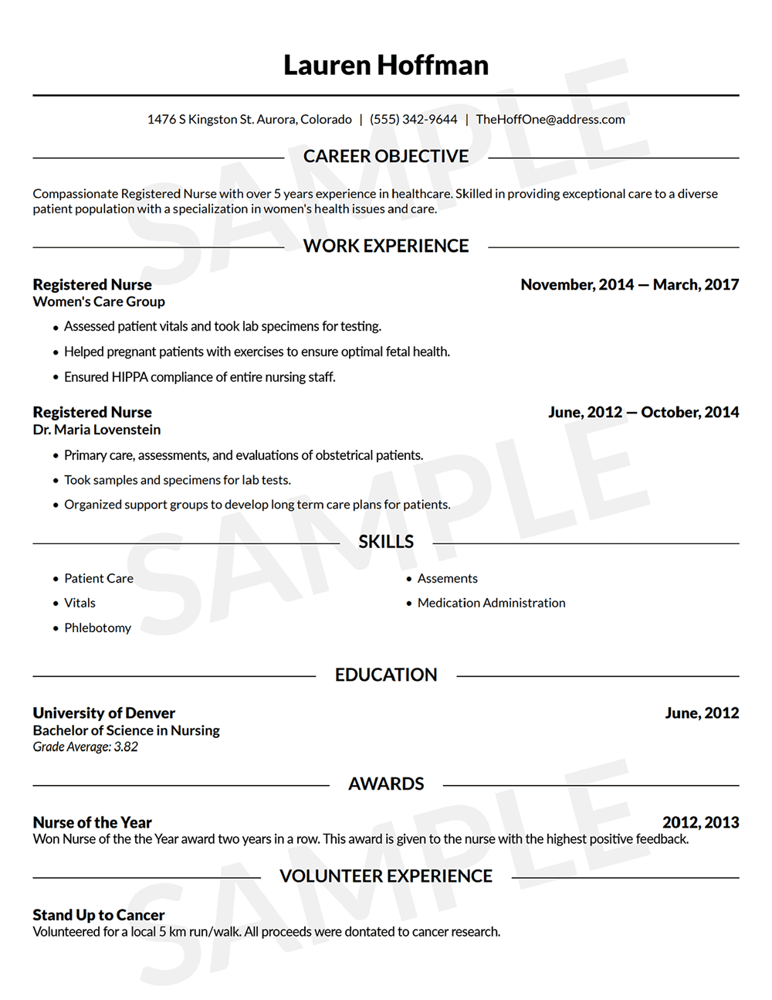 Lauren Hoffman
1476 S Kingston St. Aurora, Colorado | (555) 342-9644 | TheHoffOne@address.com
CAREER OBJECTIVE
Compassionate Registered Nurse with over 5 years experience in healthcare. Skilled in providing exceptional care to a diverse
patient population with a specialization in women's health issues and care.
WORK EXPERIENCE
Registered Nurse November, 2014 — March, 2017
Women's Care Group
• Assessed patient vitals and took lab specimens for testing.
• Helped pregnant patients with exercises to ensure optimal fetal health.
• Ensured HIPPA compliance of entire nursing staff.
Registered Nurse June, 2012 — October, 2014
Dr. Maria Lovenstein
• Primary care, assessments, and evaluations of obstetrical patients.
• Took samples and specimens for lab tests.
• Organized support groups to develop long term care plans for patients.
SKILLS
• Patient Care • Assements
• Vitals • Medication Administration
• Phlebotomy
EDUCATION
University of Denver June, 2012
Bachelor of Science in Nursing
Grade Average: 3.82
AWARDS
Nurse of the Year 2012, 2013
Won Nurse of the the Year award two years in a row. This award is given to the nurse with the highest positive feedback.
VOLUNTEER EXPERIENCE
Stand Up to Cancer
Volunteered for a local 5 km run/walk. All proceeds were dontated to cancer research.
SAMPLE
SAMPLE
SAMPLE